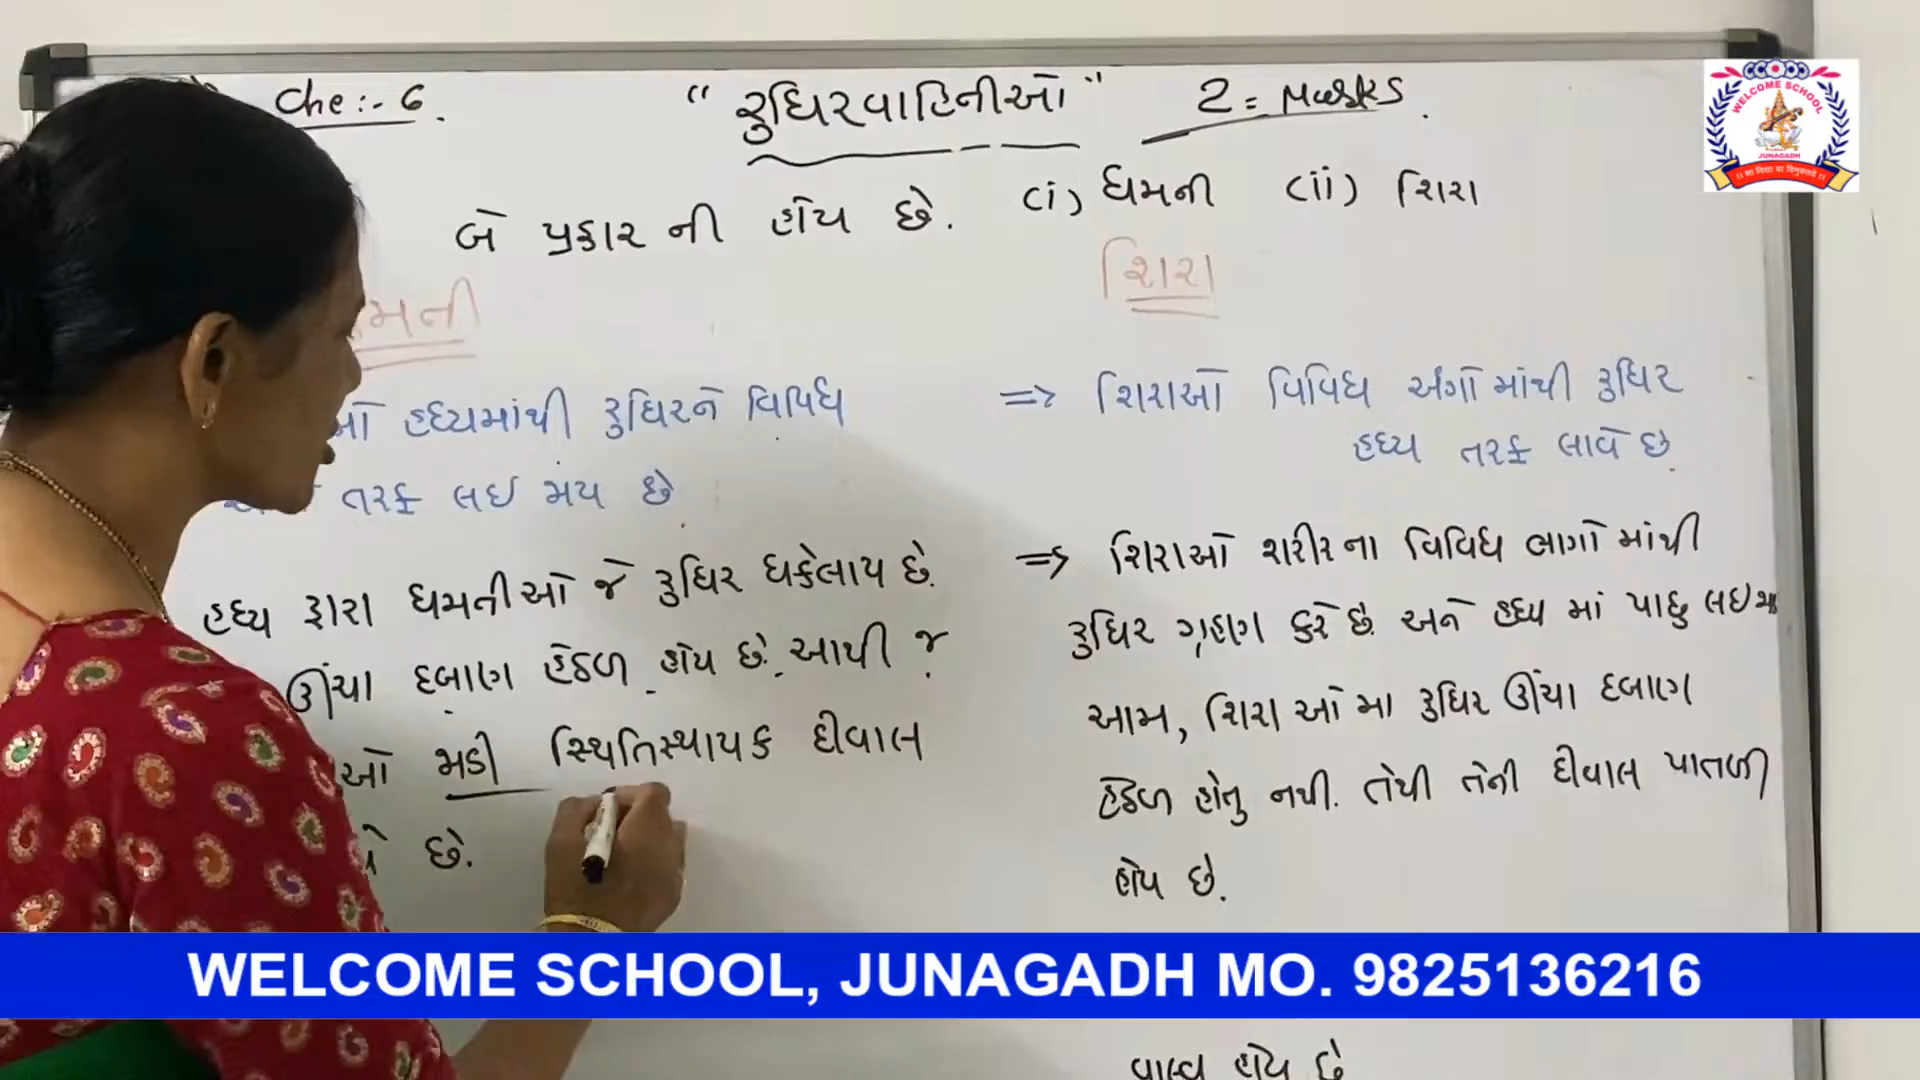 Che :- 6.
" રુધિરવાહિનીઓ "
2 = Marks.
બે પ્રકાર ની હોય છે. (i) ધમની (ii) શિરા
મની
હૃદયમાંથી રુધિરને વિવિધ
તરફ લઇ જાય છે
હૃદય દ્વારા ધમનીઓ જે રુધિર ધકેલાય છે.
ઊંચા દબાણ હેઠળ હોય છે. આથી જ
ઓ જાડી સ્થિતિસ્થાપક દીવાલ
છે.
શિરા
=> શિરાઓ વિવિધ અંગોમાંથી રુધિર
હૃદય તરફ લાવે છે.
=> શિરાઓ શરીરના વિવિધ ભાગોમાંથી
રુધિર ગ્રહણ કરે છે. અને હૃદય માં પાછુ લઇ
આમ, શિરા ઓ મા રુધિર ઊંચા દબાણ
હેઠળ હોતુ નથી. તેથી તેની દીવાલ પાતળી
હોય છે.
વાલ્વ હોય છે
WELCOME SCHOOL
JUNAGADH
।। सा विद्या या विमुक्तये ।।
WELCOME SCHOOL, JUNAGADH MO. 9825136216